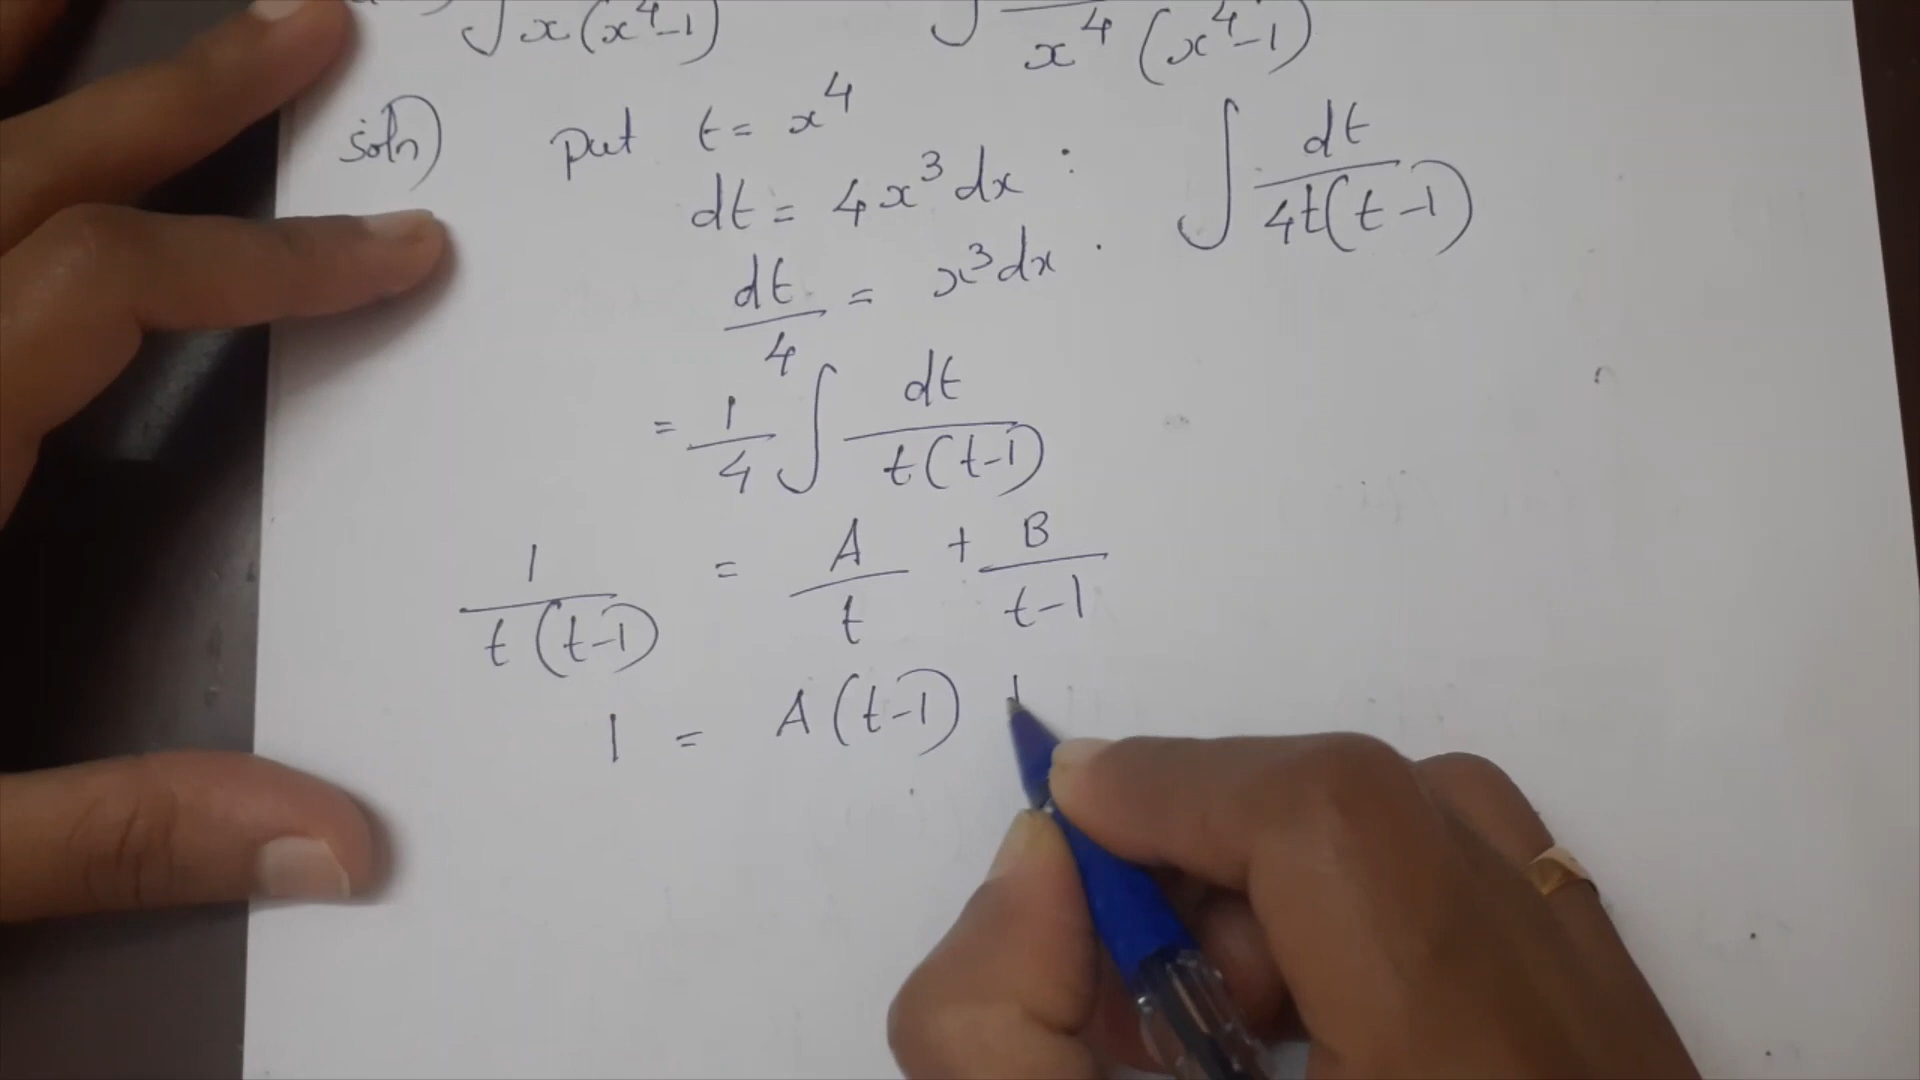 ∫ x(x⁴-1) ∫ x⁴(x⁴-1)
soln) put t = x⁴
dt = 4x³dx : ∫ dt/4t(t-1)
dt/4 = x³dx .
= 1/4 ∫ dt/t(t-1)
1/t(t-1) = A/t + B/t-1
1 = A(t-1)